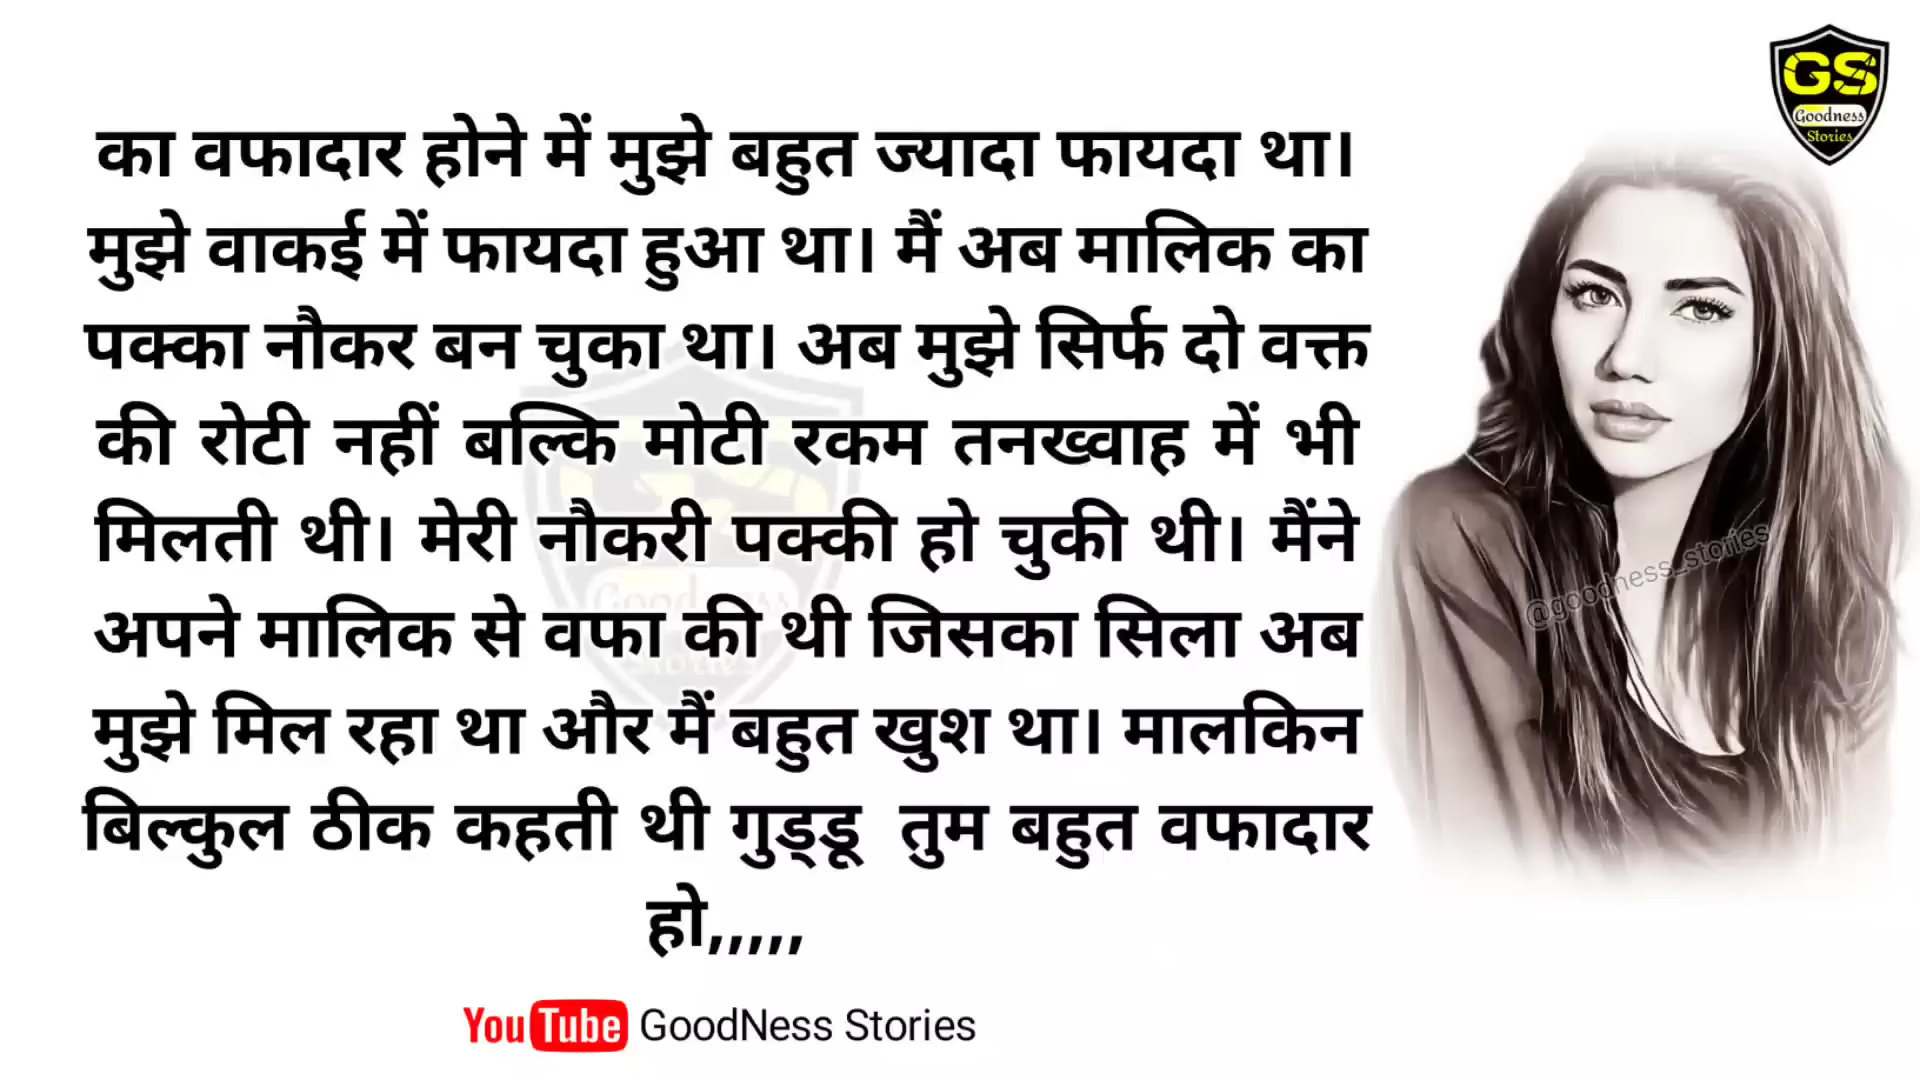 GS
Goodness
Stories
का वफादार होने में मुझे बहुत ज्यादा फायदा था।
मुझे वाकई में फायदा हुआ था। मैं अब मालिक का
पक्का नौकर बन चुका था। अब मुझे सिर्फ दो वक्त
की रोटी नहीं बल्कि मोटी रकम तनख्वाह में भी
मिलती थी। मेरी नौकरी पक्की हो चुकी थी। मैंने
अपने मालिक से वफा की थी जिसका सिला अब
मुझे मिल रहा था और मैं बहुत खुश था। मालकिन
बिल्कुल ठीक कहती थी गुड्डू तुम बहुत वफादार
हो,,,,,
@goodness_stories
YouTube GoodNess Stories